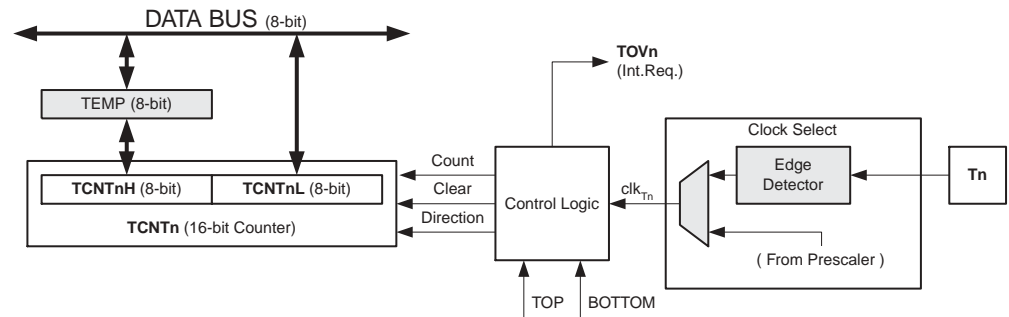 DATA BUS (8-bit)
TOVn
(Int.Req.)
TEMP (8-bit)
Clock Select
Count
Edge
Detector
Tn
TCNTnH (8-bit) TCNTnL (8-bit)
Clear
Control Logic
clkTn
TCNTn (16-bit Counter)
Direction
( From Prescaler )
TOP
BOTTOM